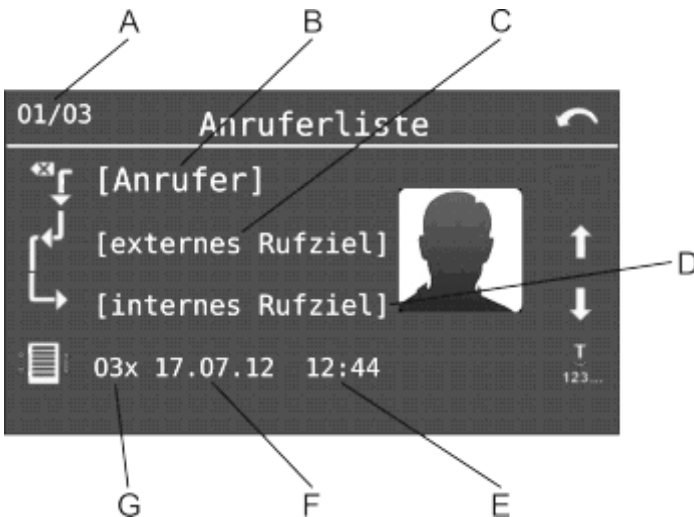 A B C
01/03 Anruferliste
[Anrufer]
[externes Rufziel]
D
[internes Rufziel]
T
03x 17.07.12 12:44
123...
G F E